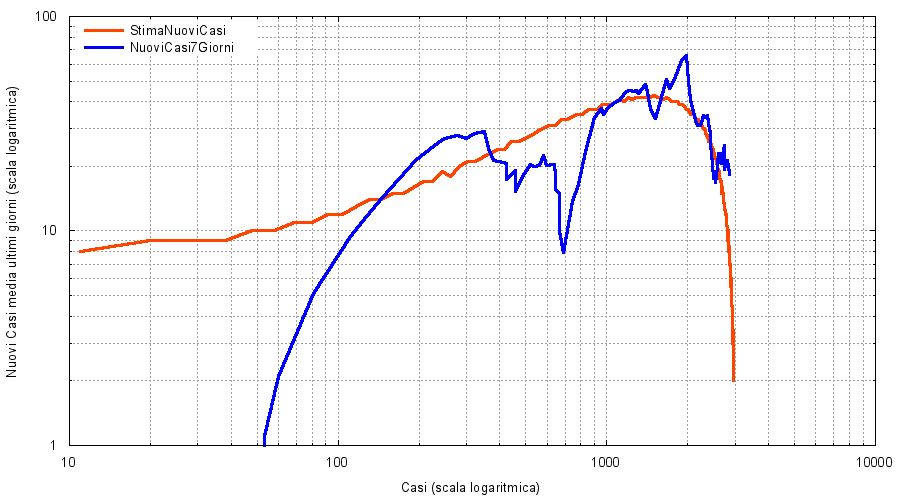 100
StimaNuoviCasi
NuoviCasi7Giorni
Nuovi Casi media ultimi giorni (scala logaritmica)
10
1
10
100
1000
10000
Casi (scala logaritmica)